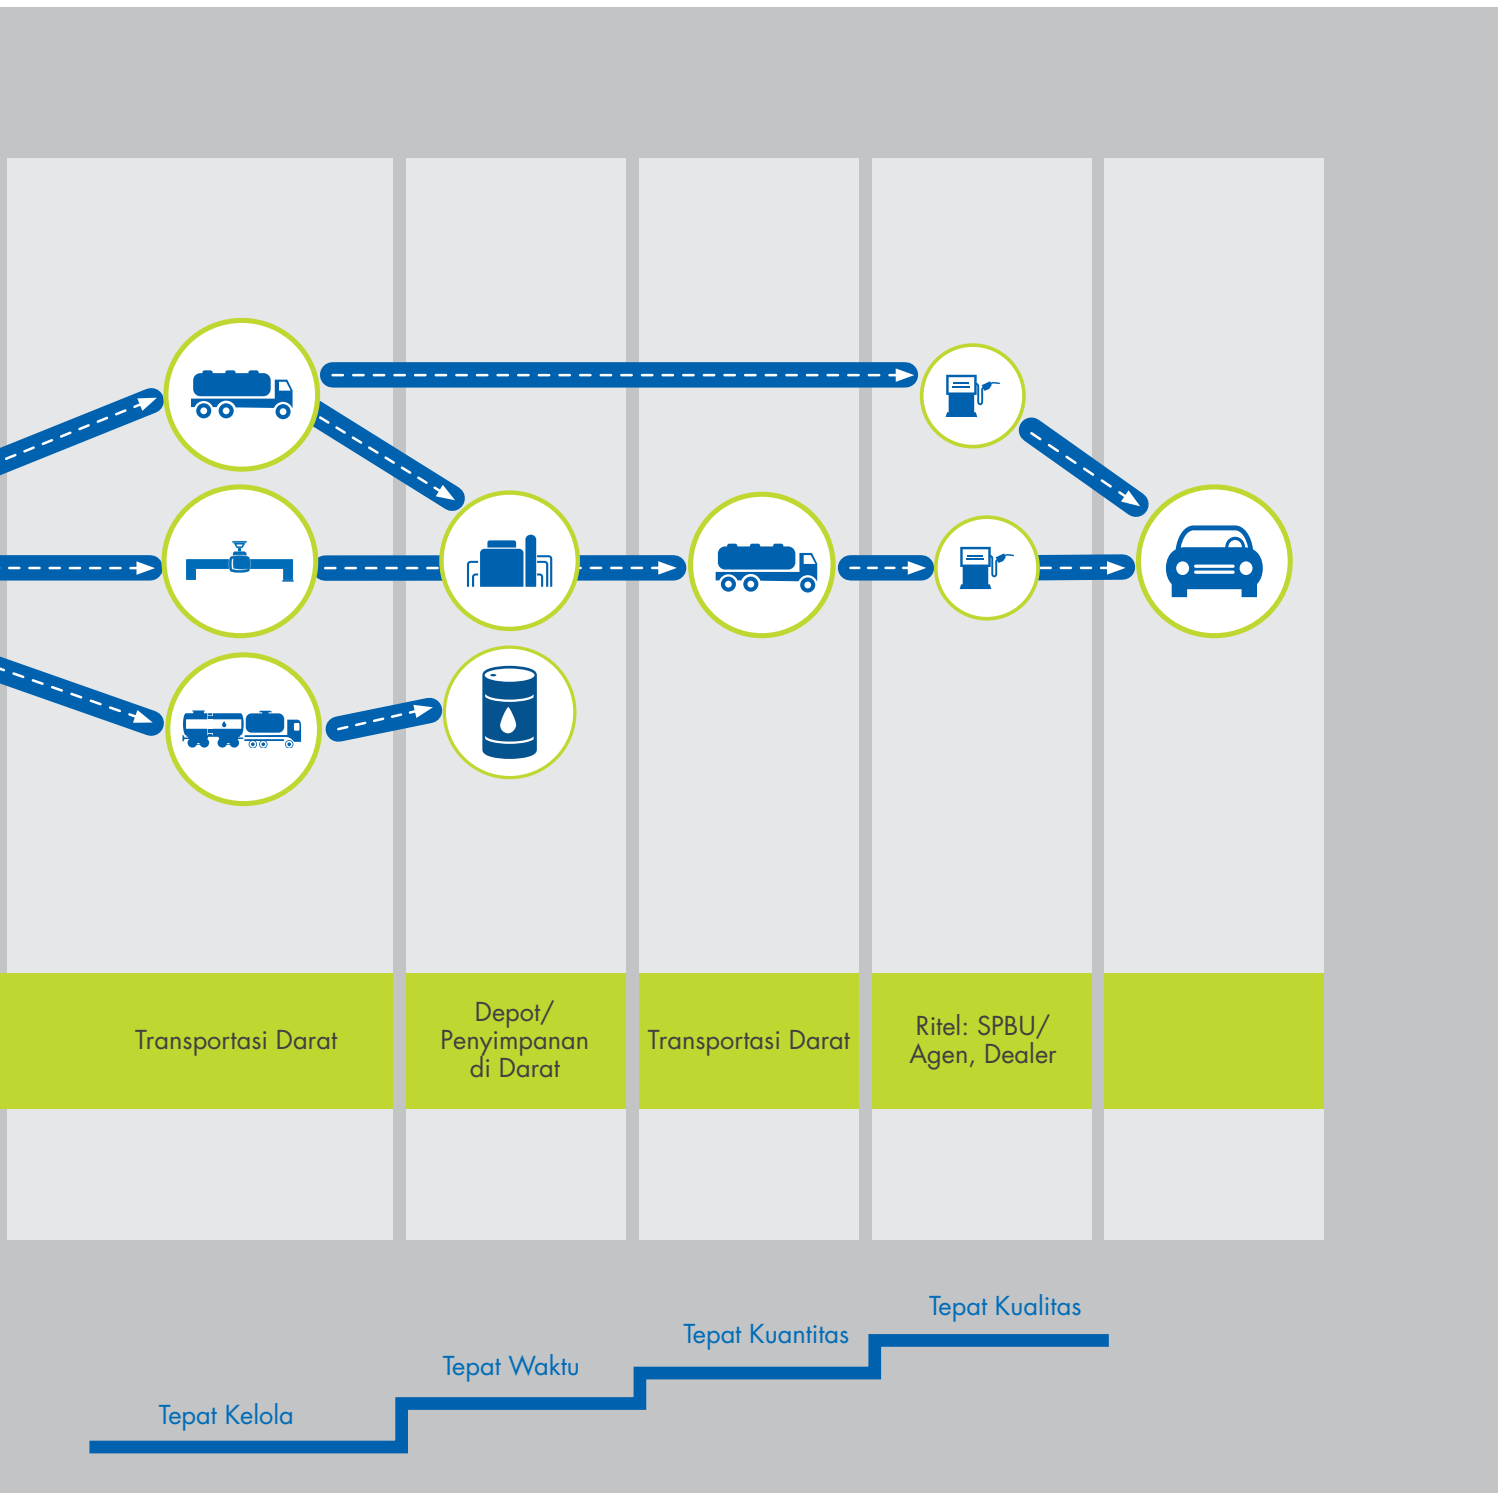 Transportasi Darat
Depot/
Penyimpanan
di Darat
Transportasi Darat
Ritel: SPBU/
Agen, Dealer
Tepat Kelola
Tepat Waktu
Tepat Kuantitas
Tepat Kualitas